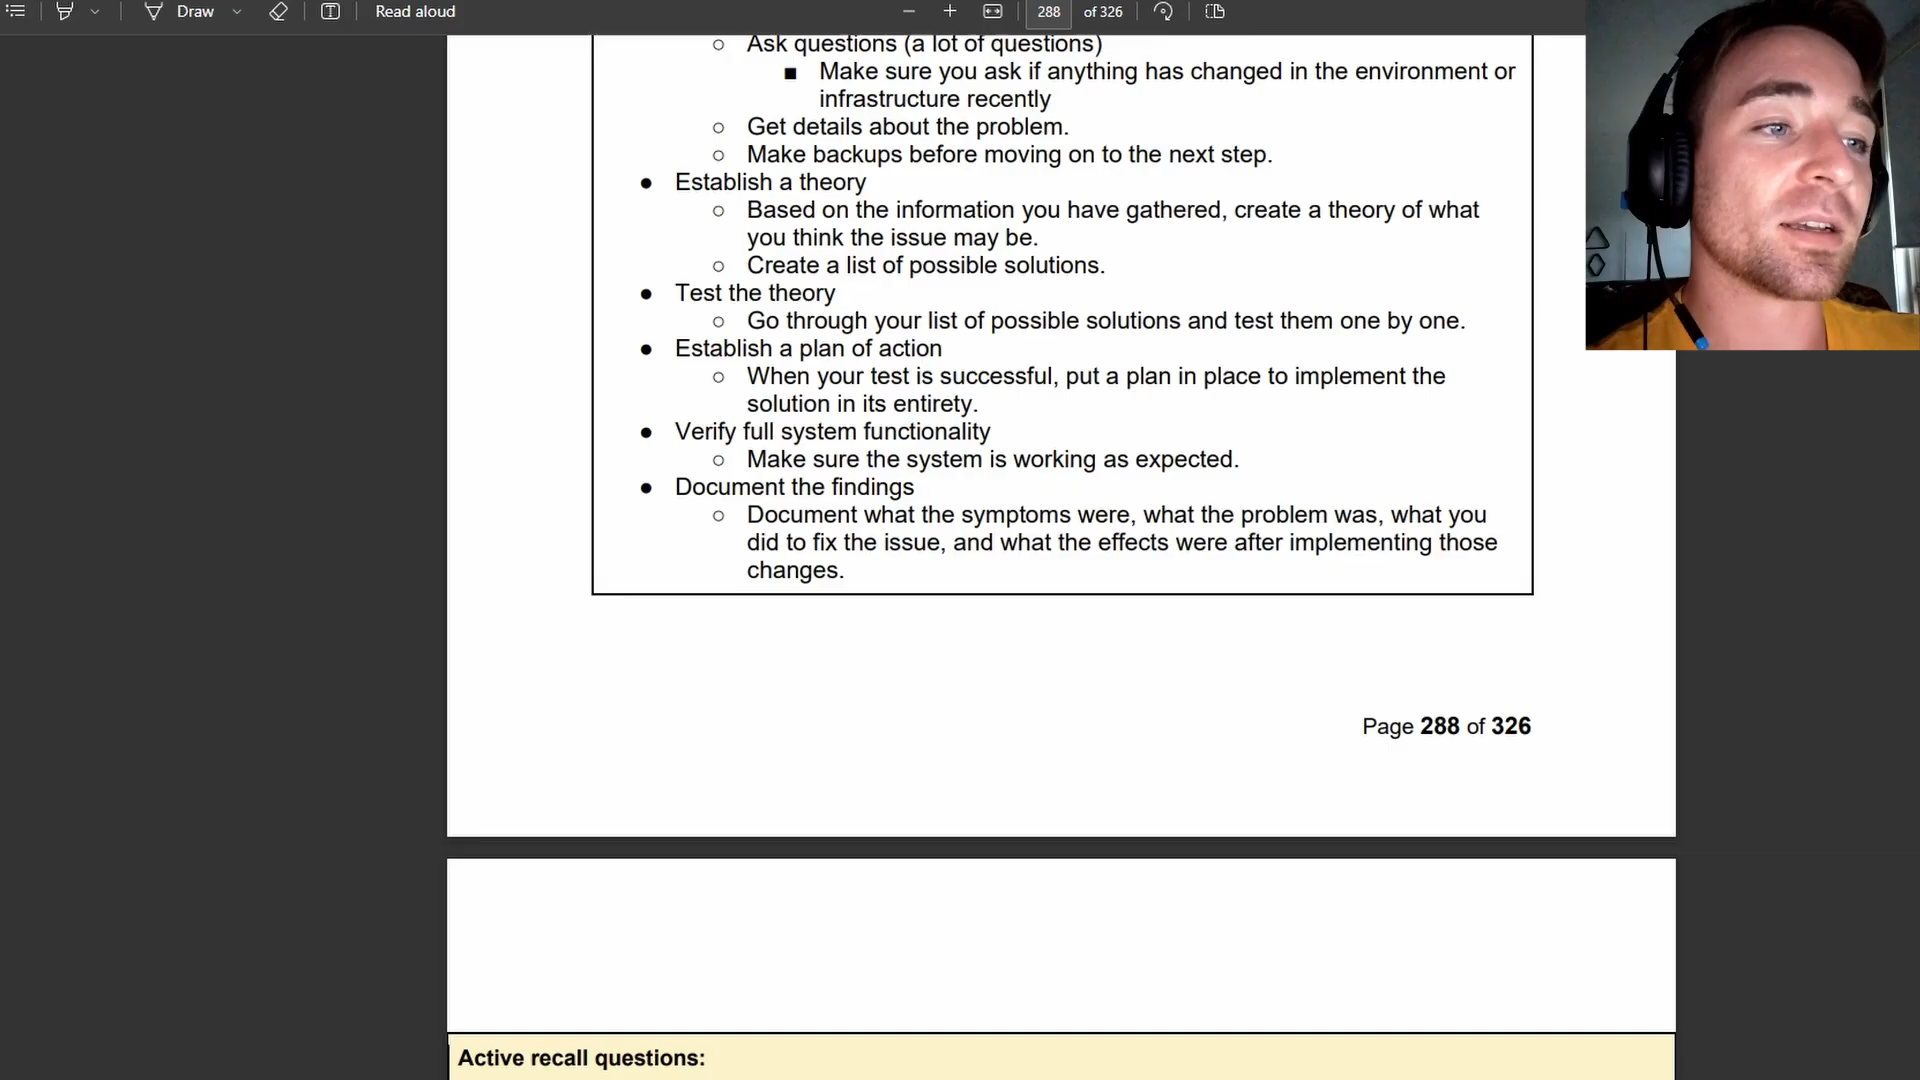 Draw
Read aloud
288 of 326
○ Ask questions (a lot of questions)
■ Make sure you ask if anything has changed in the environment or
infrastructure recently
○ Get details about the problem.
○ Make backups before moving on to the next step.
● Establish a theory
○ Based on the information you have gathered, create a theory of what
you think the issue may be.
○ Create a list of possible solutions.
● Test the theory
○ Go through your list of possible solutions and test them one by one.
● Establish a plan of action
○ When your test is successful, put a plan in place to implement the
solution in its entirety.
● Verify full system functionality
○ Make sure the system is working as expected.
● Document the findings
○ Document what the symptoms were, what the problem was, what you
did to fix the issue, and what the effects were after implementing those
changes.
Page 288 of 326
Active recall questions: